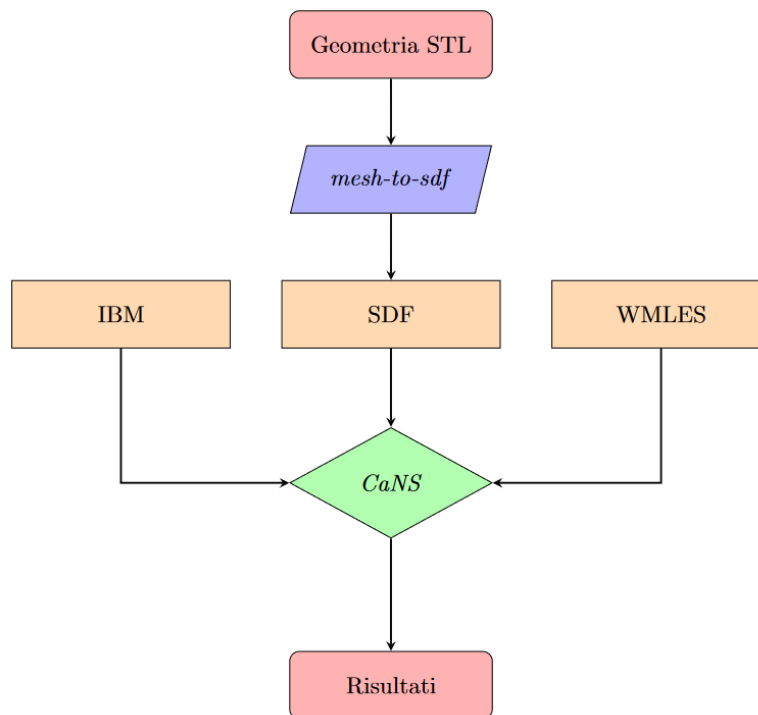 Geometria STL
mesh-to-sdf
IBM
SDF
WMLES
CaNS
Risultati